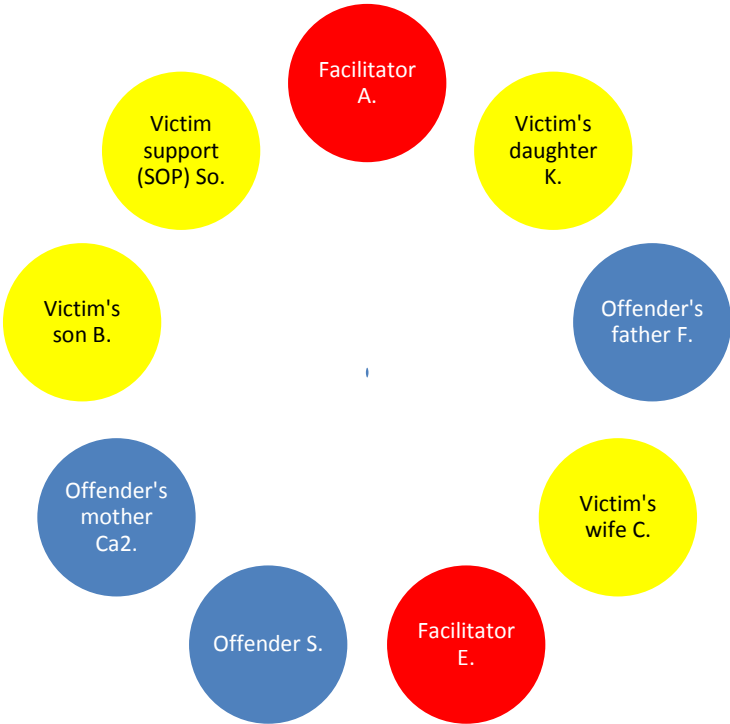 Facilitator
A.
Victim's
daughter
K.
Offender's
father F.
Victim's
wife C.
Facilitator
E.
Offender S.
Offender's
mother
Ca2.
Victim's
son B.
Victim
support
(SOP) So.